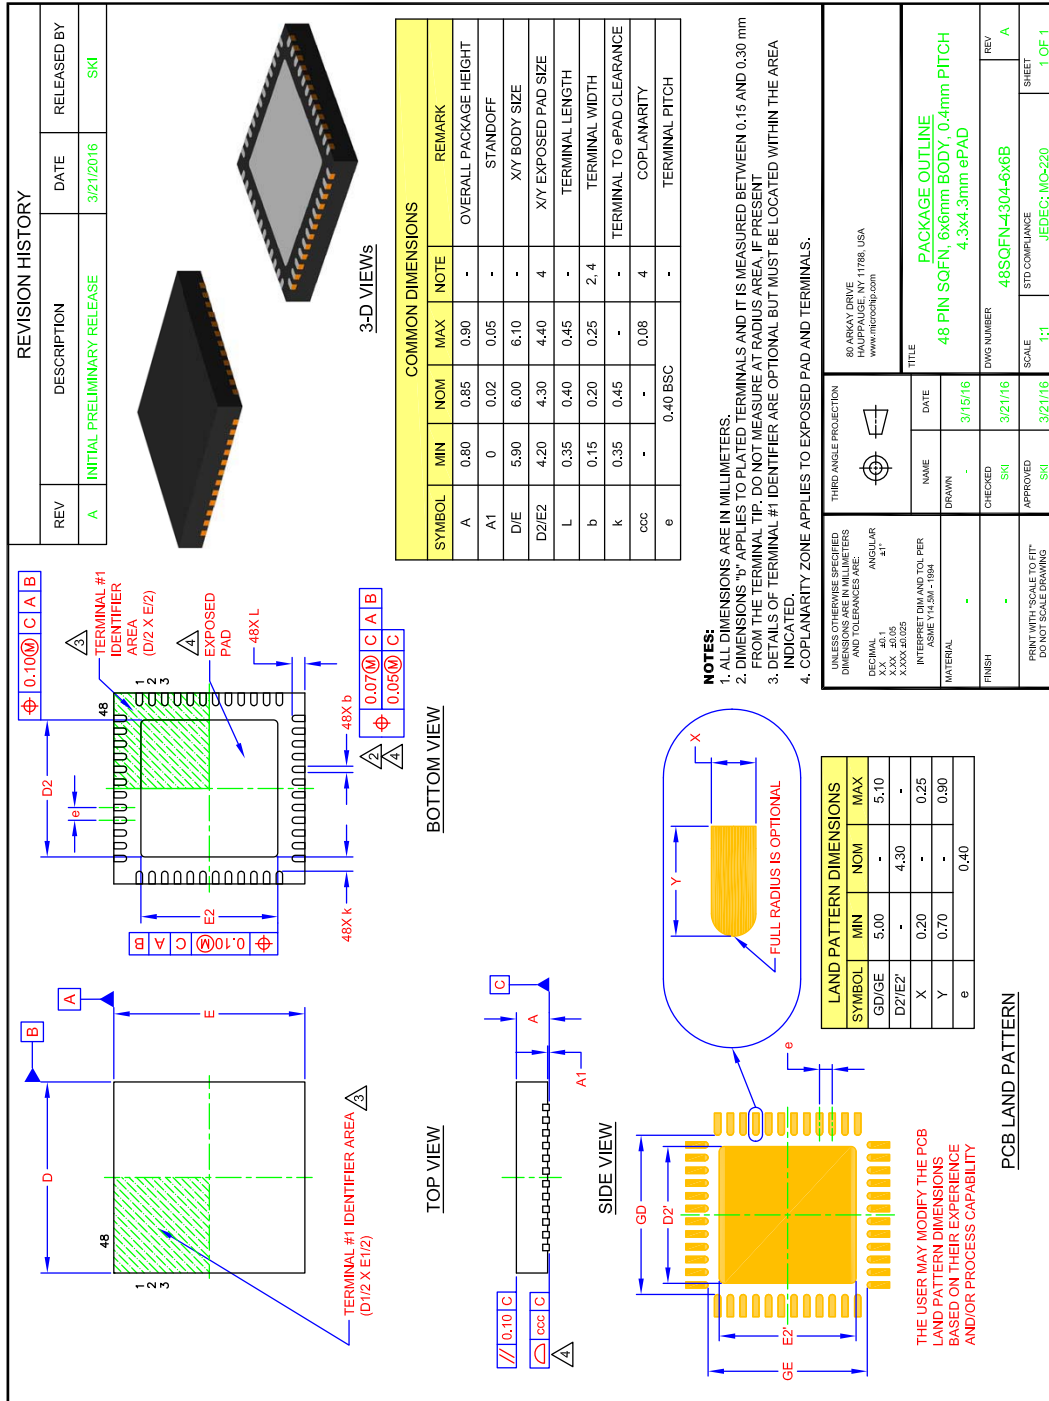 REVISION HISTORY
REV DESCRIPTION DATE RELEASED BY
A INITIAL PRELIMINARY RELEASE 3/21/2016 SKI
D
B
A
E
48
1
2
3
TERMINAL #1 IDENTIFIER AREA
(D1/2 X E1/2)
3
TOP VIEW
D2
e
⌖ 0.10Ⓜ C A B
48
1
2
3
3
TERMINAL #1
IDENTIFIER
AREA
(D/2 X E/2)
4
EXPOSED
PAD
48X L
E2
⌖ 0.10Ⓜ C A B
48X k
48X b
2
4
⌖ 0.07Ⓜ C A B
0.05Ⓜ C
BOTTOM VIEW
3-D VIEWs
// 0.10 C
ccc C
4
C
A
A1
SIDE VIEW
COMMON DIMENSIONS
SYMBOL MIN NOM MAX NOTE REMARK
A 0.80 0.85 0.90 - OVERALL PACKAGE HEIGHT
A1 0 0.02 0.05 - STANDOFF
D/E 5.90 6.00 6.10 - X/Y BODY SIZE
D2/E2 4.20 4.30 4.40 4 X/Y EXPOSED PAD SIZE
L 0.35 0.40 0.45 - TERMINAL LENGTH
b 0.15 0.20 0.25 2, 4 TERMINAL WIDTH
k 0.35 0.45 - - TERMINAL TO ePAD CLEARANCE
ccc - - 0.08 4 COPLANARITY
e 0.40 BSC - TERMINAL PITCH
GD
D2'
GE
E2'
e
Y
X
FULL RADIUS IS OPTIONAL
THE USER MAY MODIFY THE PCB
LAND PATTERN DIMENSIONS
BASED ON THEIR EXPERIENCE
AND/OR PROCESS CAPABILITY
LAND PATTERN DIMENSIONS
SYMBOL MIN NOM MAX
GD/GE 5.00 - 5.10
D2'/E2' - 4.30 -
X 0.20 - 0.25
Y 0.70 - 0.90
e 0.40
PCB LAND PATTERN
NOTES:
1. ALL DIMENSIONS ARE IN MILLIMETERS.
2. DIMENSIONS "b" APPLIES TO PLATED TERMINALS AND IT IS MEASURED BETWEEN 0.15 AND 0.30 mm
FROM THE TERMINAL TIP. DO NOT MEASURE AT RADIUS AREA, IF PRESENT
3. DETAILS OF TERMINAL #1 IDENTIFIER ARE OPTIONAL BUT MUST BE LOCATED WITHIN THE AREA
INDICATED.
4. COPLANARITY ZONE APPLIES TO EXPOSED PAD AND TERMINALS.
UNLESS OTHERWISE SPECIFIED
DIMENSIONS ARE IN MILLIMETERS
AND TOLERANCES ARE:
DECIMAL ANGULAR
X.X ±0.1 ±1°
X.XX ±0.05
X.XXX ±0.025
INTERPRET DIM AND TOL PER
ASME Y14.5M - 1994
MATERIAL
-
FINISH
-
PRINT WITH "SCALE TO FIT"
DO NOT SCALE DRAWING
THIRD ANGLE PROJECTION
NAME DATE
DRAWN
- 3/15/16
CHECKED
SKI 3/21/16
APPROVED
SKI 3/21/16
80 ARKAY DRIVE
HAUPPAUGE, NY 11788, USA
www.microchip.com
TITLE
PACKAGE OUTLINE
48 PIN SQFN, 6x6mm BODY, 0.4mm PITCH
4.3x4.3mm ePAD
DWG NUMBER REV
48SQFN-4304-6x6B A
SCALE STD COMPLIANCE SHEET
1:1 JEDEC: MO-220 1 OF 1